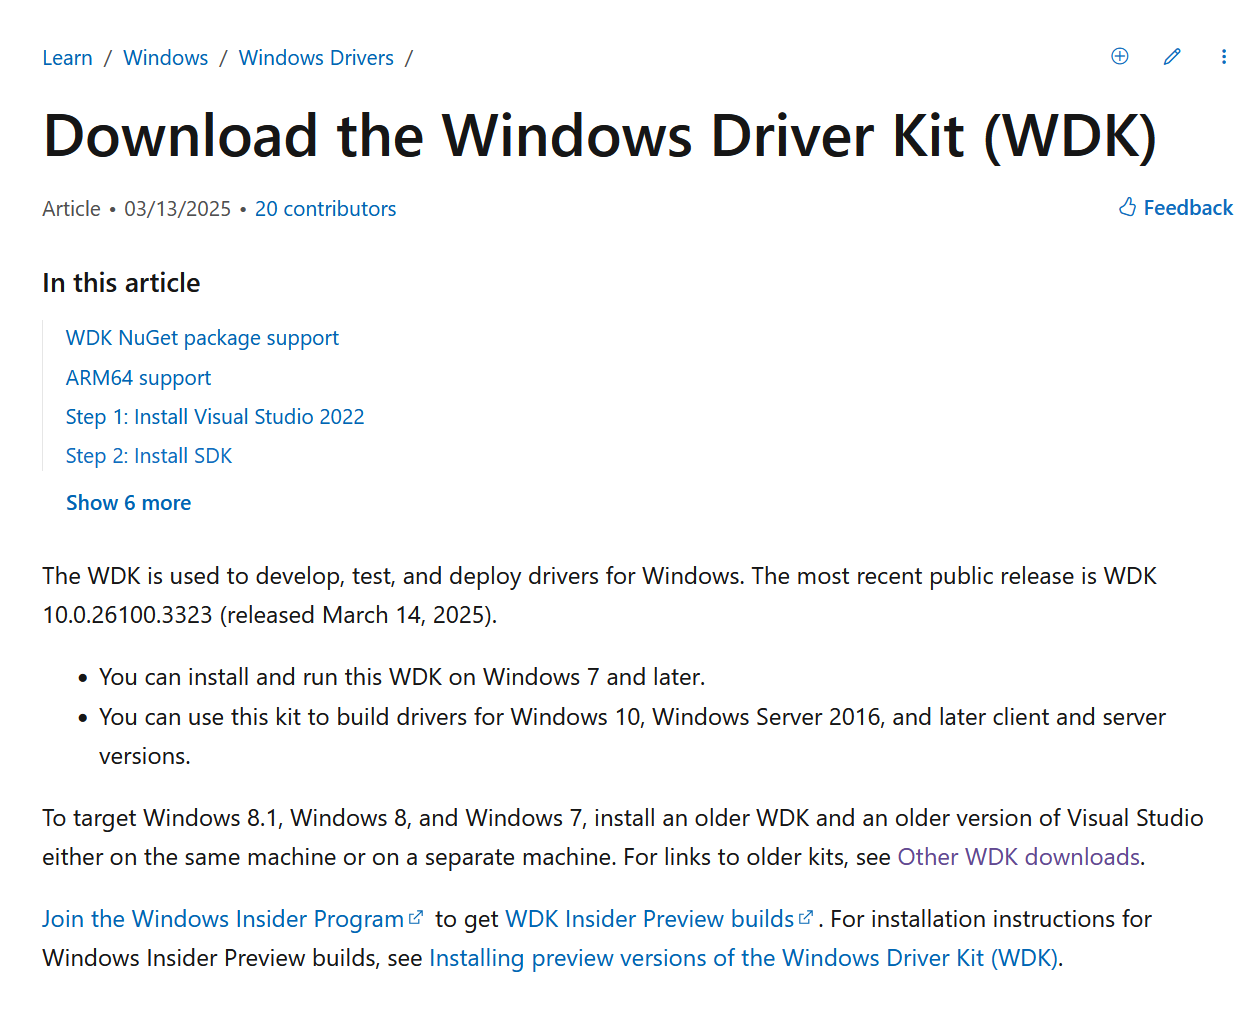 Learn / Windows / Windows Drivers /
Download the Windows Driver Kit (WDK)
Article • 03/13/2025 • 20 contributors
Feedback
In this article
WDK NuGet package support
ARM64 support
Step 1: Install Visual Studio 2022
Step 2: Install SDK
Show 6 more
The WDK is used to develop, test, and deploy drivers for Windows. The most recent public release is WDK
10.0.26100.3323 (released March 14, 2025).
• You can install and run this WDK on Windows 7 and later.
• You can use this kit to build drivers for Windows 10, Windows Server 2016, and later client and server
versions.
To target Windows 8.1, Windows 8, and Windows 7, install an older WDK and an older version of Visual Studio
either on the same machine or on a separate machine. For links to older kits, see Other WDK downloads.
Join the Windows Insider Program to get WDK Insider Preview builds. For installation instructions for
Windows Insider Preview builds, see Installing preview versions of the Windows Driver Kit (WDK).